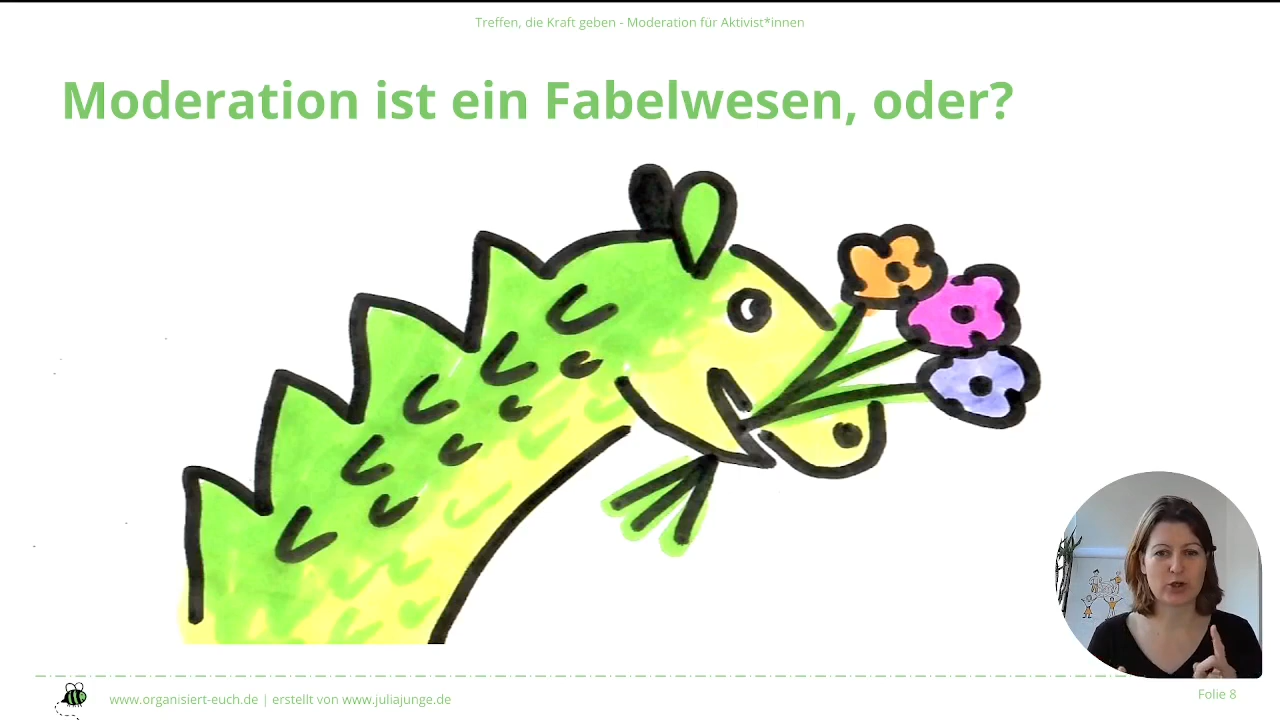 Treffen, die Kraft geben - Moderation für Aktivist*innen
Moderation ist ein Fabelwesen, oder?
www.organisiert-euch.de | erstellt von www.juliajunge.de
Folie 8